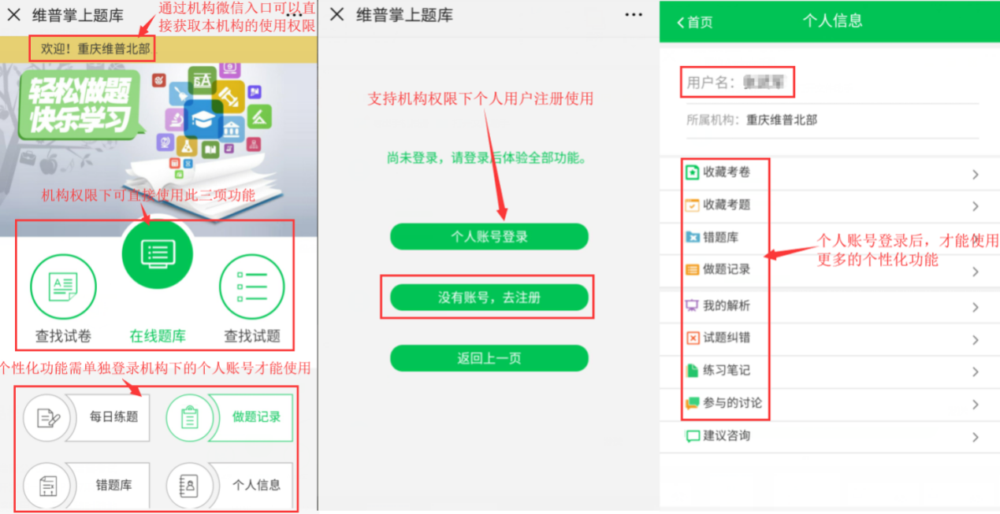 维普掌上题库
通过机构微信入口可以直
接获取本机构的使用权限
欢迎！重庆维普北部
轻松做题
快乐学习
机构权限下可直接使用此三项功能
查找试卷
在线题库
查找试题
个性化功能需单独登录机构下的个人账号才能使用
每日练题
做题记录
错题库
个人信息
维普掌上题库
支持机构权限下个人用户注册使用
尚未登录，请登录后体验全部功能。
个人账号登录
没有账号，去注册
返回上一页
首页
个人信息
用户名：
所属机构：重庆维普北部
收藏考卷
收藏考题
错题库
做题记录
个人账号登录后，才能使用
更多的个性化功能
我的解析
试题纠错
练习笔记
参与的讨论
建议咨询